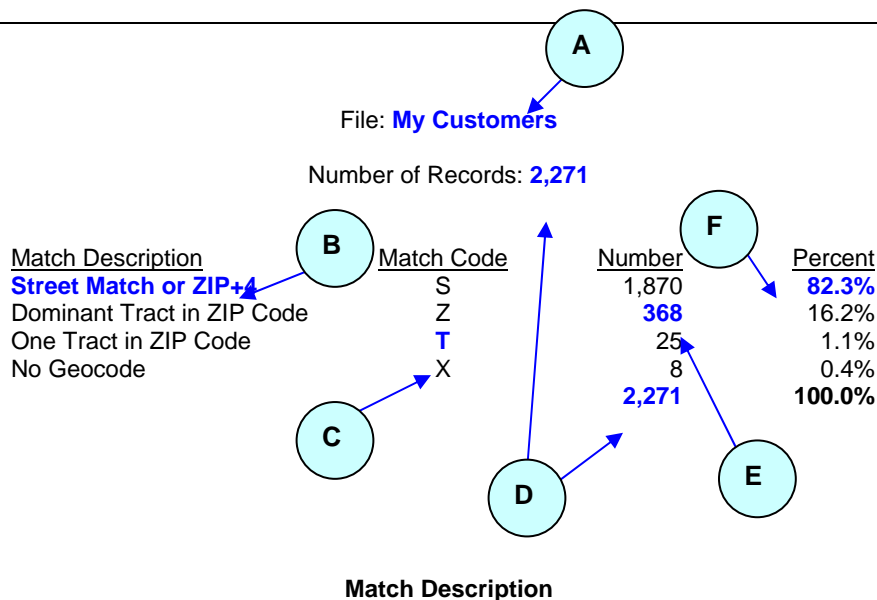 A
File: My Customers
Number of Records: 2,271
B
F
Match Description Match Code Number Percent
Street Match or ZIP+4 S 1,870 82.3%
Dominant Tract in ZIP Code Z 368 16.2%
One Tract in ZIP Code T 25 1.1%
No Geocode X 8 0.4%
2,271 100.0%
C
D
E
Match Description